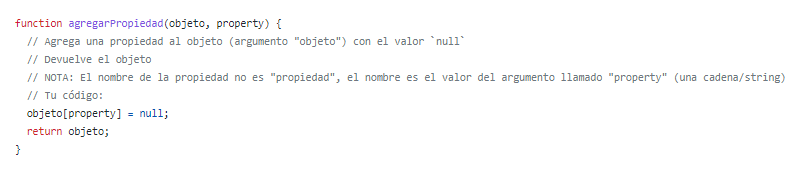 function agregarPropiedad(objeto, property) {
// Agrega una propiedad al objeto (argumento "objeto") con el valor `null`
// Devuelve el objeto
// NOTA: El nombre de la propiedad no es "propiedad", el nombre es el valor del argumento llamado "property" (una cadena/string)
// Tu código:
objeto[property] = null;
return objeto;
}